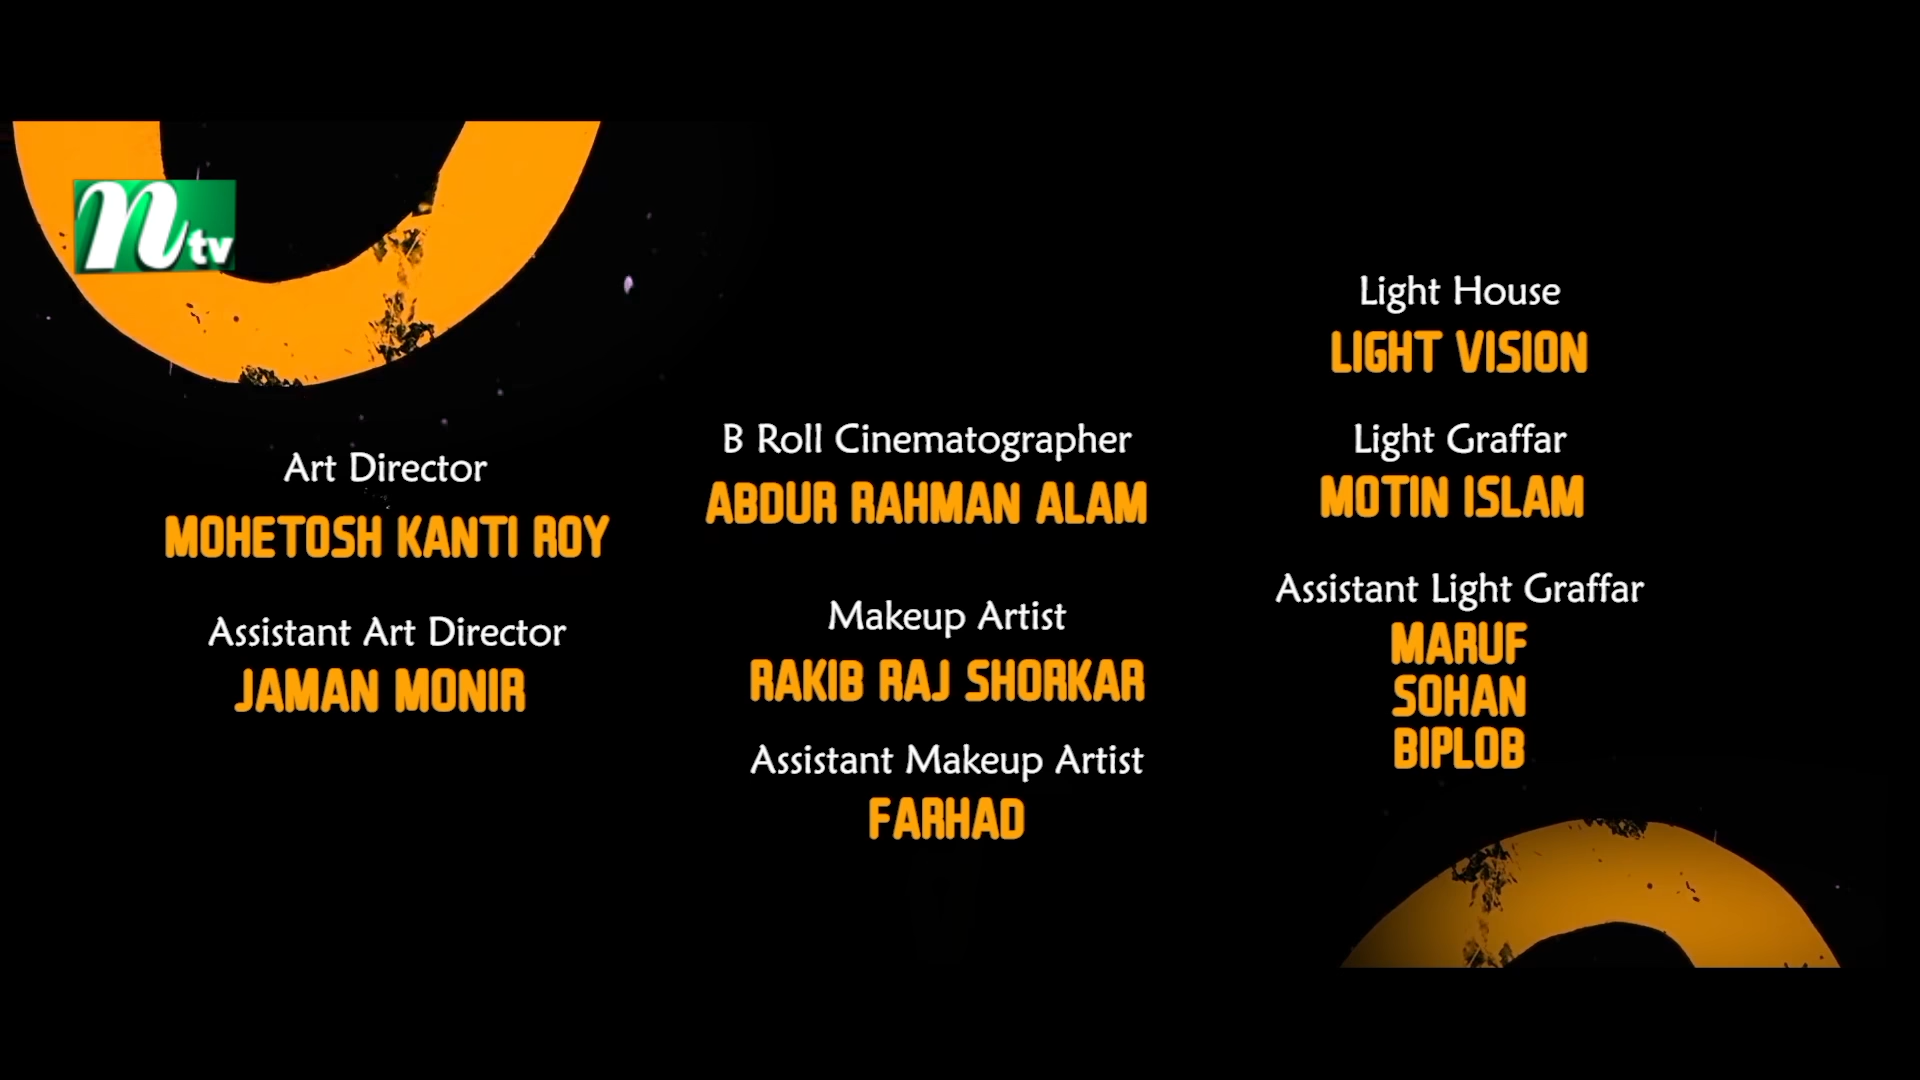 ntv
Art Director
MOHETOSH KANTI ROY
Assistant Art Director
JAMAN MONIR
B Roll Cinematographer
ABDUR RAHMAN ALAM
Makeup Artist
RAKIB RAJ SHORKAR
Assistant Makeup Artist
FARHAD
Light House
LIGHT VISION
Light Graffar
MOTIN ISLAM
Assistant Light Graffar
MARUF
SOHAN
BIPLOB